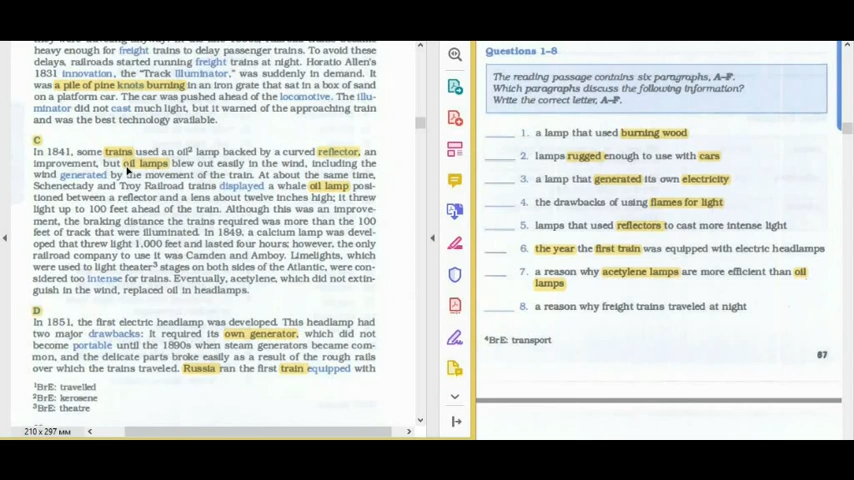 heavy enough for freight trains to delay passenger trains. To avoid these
delays, railroads started running freight trains at night. Horatio Allen's
1831 innovation, the "Track Illuminator," was suddenly in demand. It
was a pile of pine knots burning in an iron grate that sat in a box of sand
on a platform car. The car was pushed ahead of the locomotive. The illu-
minator did not cast much light, but it warned of the approaching train
and was the best technology available.
C
In 1841, some trains used an oil² lamp backed by a curved reflector, an
improvement, but oil lamps blew out easily in the wind, including the
wind generated by the movement of the train. At about the same time,
Schenectady and Troy Railroad trains displayed a whale oil lamp posi-
tioned between a reflector and a lens about twelve inches high; it threw
light up to 100 feet ahead of the train. Although this was an improve-
ment, the braking distance the trains required was more than the 100
feet of track that were illuminated. In 1849, a calcium lamp was devel-
oped that threw light 1,000 feet and lasted four hours; however, the only
railroad company to use it was Camden and Amboy. Limelights, which
were used to light theater³ stages on both sides of the Atlantic, were con-
sidered too intense for trains. Eventually, acetylene, which did not extin-
guish in the wind, replaced oil in headlamps.
D
In 1851, the first electric headlamp was developed. This headlamp had
two major drawbacks: It required its own generator, which did not
become portable until the 1890s when steam generators became com-
mon, and the delicate parts broke easily as a result of the rough rails
over which the trains traveled. Russia ran the first train equipped with
¹BrE: travelled
²BrE: kerosene
³BrE: theatre
210 x 297 мм
Questions 1-8
The reading passage contains six paragraphs, A–F.
Which paragraphs discuss the following information?
Write the correct letter, A–F.
1. a lamp that used burning wood
2. lamps rugged enough to use with cars
3. a lamp that generated its own electricity
4. the drawbacks of using flames for light
5. lamps that used reflectors to cast more intense light
6. the year the first train was equipped with electric headlamps
7. a reason why acetylene lamps are more efficient than oil
lamps
8. a reason why freight trains traveled at night
⁴BrE: transport
67